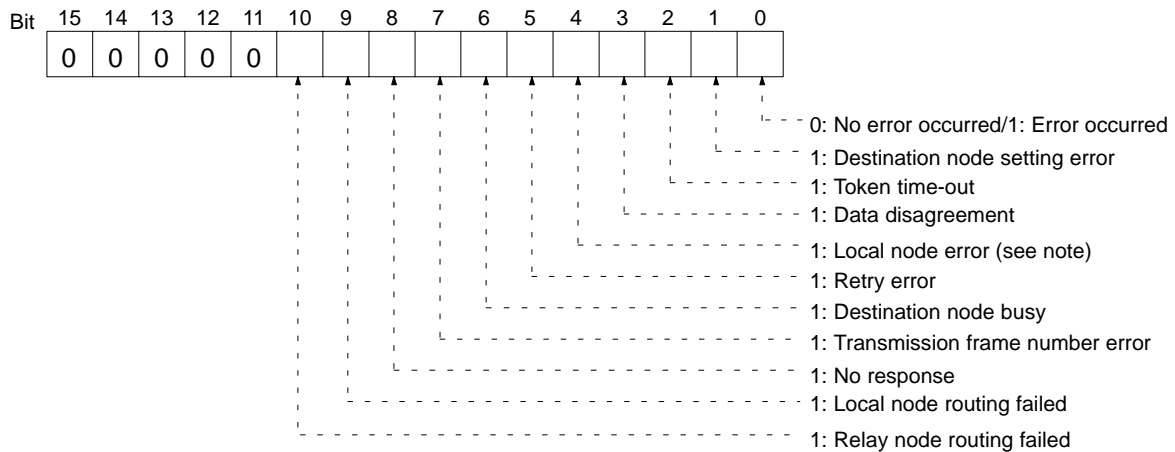 Bit 15 14 13 12 11 10 9 8 7 6 5 4 3 2 1 0
0 0 0 0 0
0: No error occurred/1: Error occurred
1: Destination node setting error
1: Token time-out
1: Data disagreement
1: Local node error (see note)
1: Retry error
1: Destination node busy
1: Transmission frame number error
1: No response
1: Local node routing failed
1: Relay node routing failed